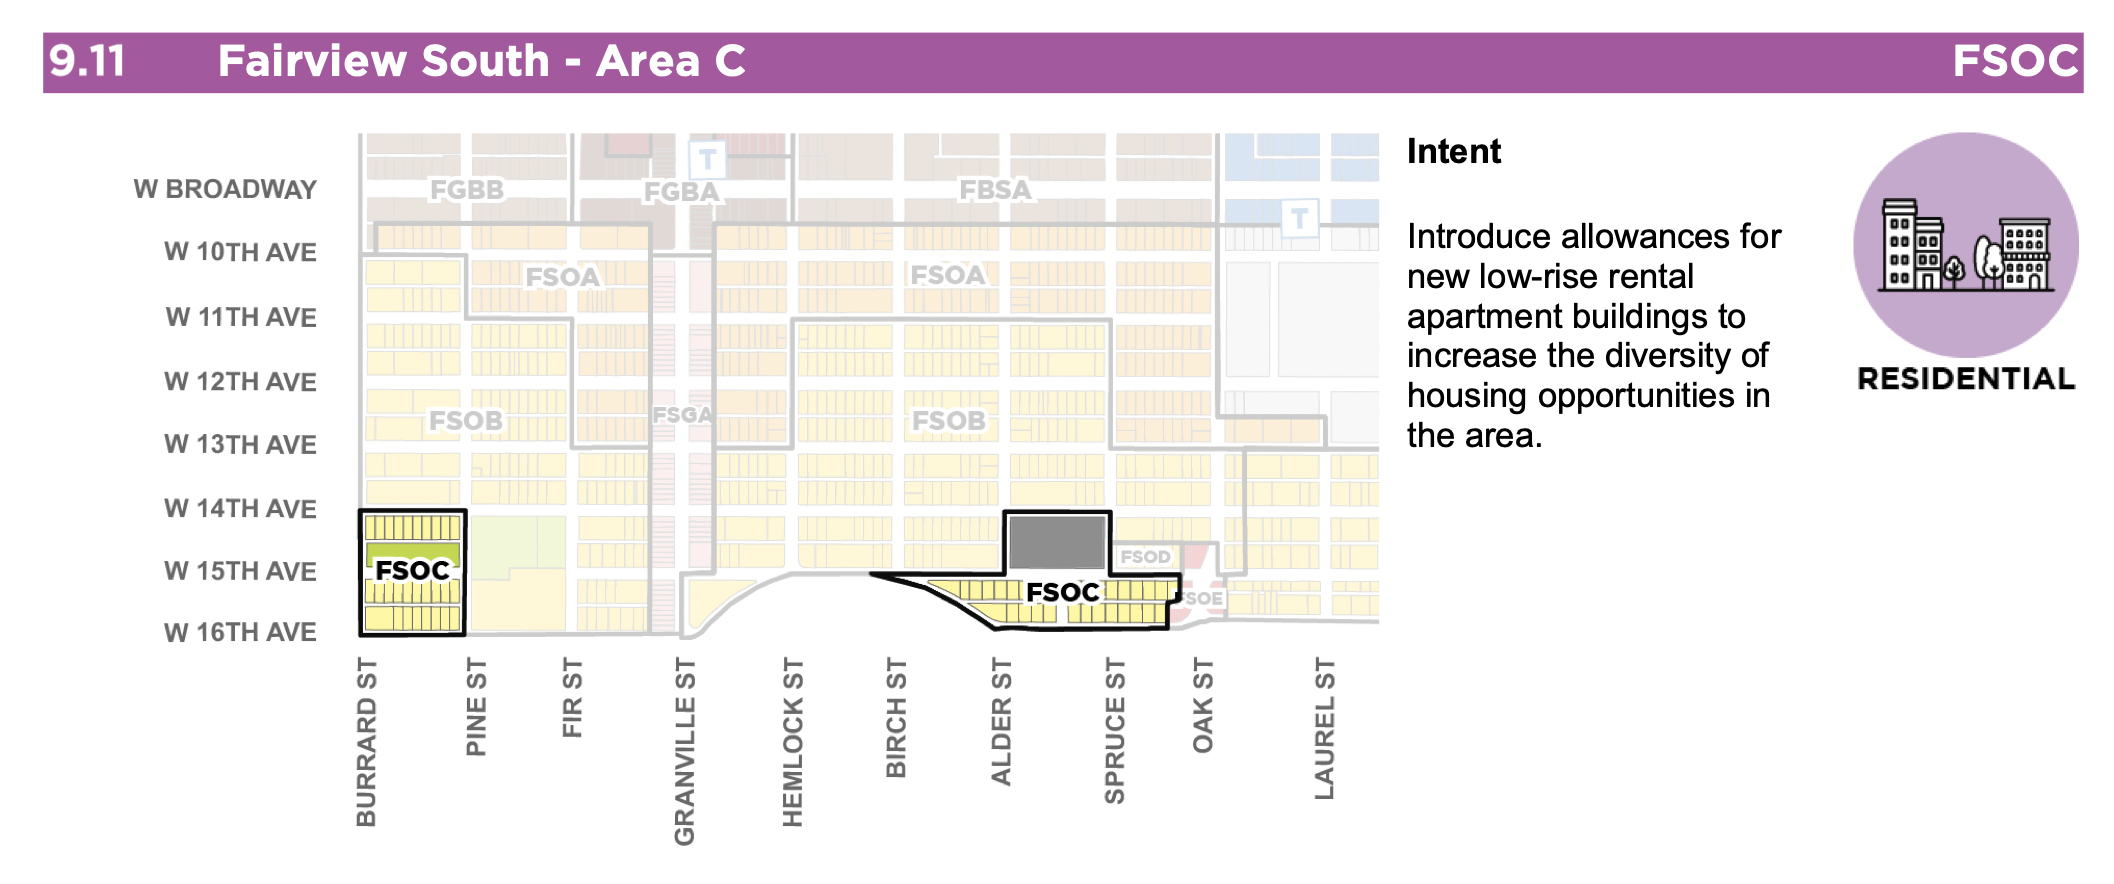 9.11 Fairview South - Area C FSOC
T
W BROADWAY
FGBB
FGBA
FBSA
T
W 10TH AVE
FSOA
FSOA
W 11TH AVE
W 12TH AVE
FSOB
FSGA
FSOB
W 13TH AVE
W 14TH AVE
FSOC
W 15TH AVE
FSOD
FSOC
FSOE
W 16TH AVE
BURRARD ST
PINE ST
FIR ST
GRANVILLE ST
HEMLOCK ST
BIRCH ST
ALDER ST
SPRUCE ST
OAK ST
LAUREL ST
Intent
Introduce allowances for
new low-rise rental
apartment buildings to
increase the diversity of
housing opportunities in
the area.
RESIDENTIAL